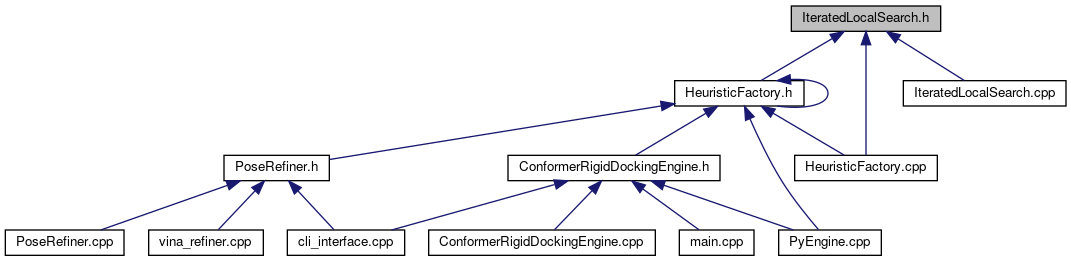 IteratedLocalSearch.h
HeuristicFactory.h
IteratedLocalSearch.cpp
PoseRefiner.h
ConformerRigidDockingEngine.h
HeuristicFactory.cpp
PoseRefiner.cpp
vina_refiner.cpp
cli_interface.cpp
ConformerRigidDockingEngine.cpp
main.cpp
PyEngine.cpp